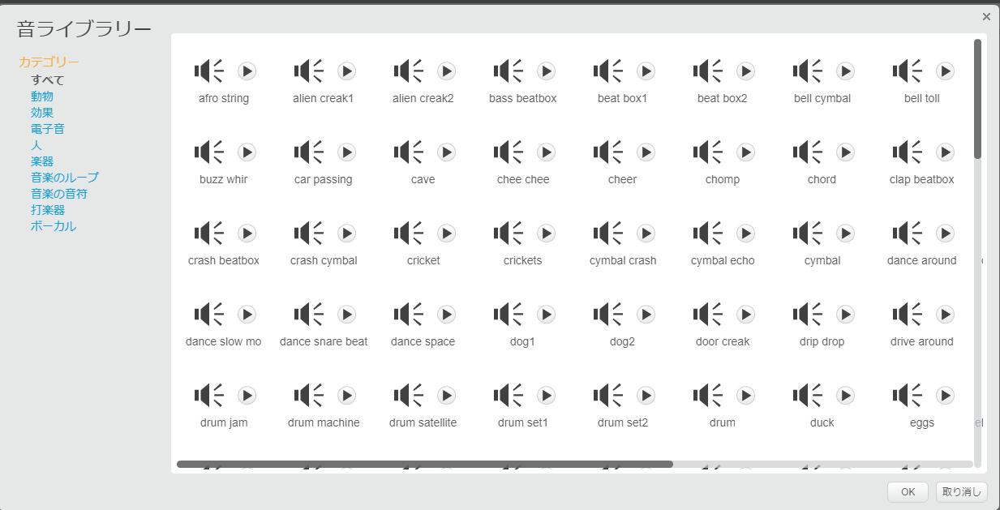 音ライブラリー
カテゴリー
すべて
動物
効果
電子音
人
楽器
音楽のループ
音楽の音符
打楽器
ボーカル
afro string alien creak1 alien creak2 bass beatbox beat box1 beat box2 bell cymbal bell toll
buzz whir car passing cave chee chee cheer chomp chord clap beatbox
crash beatbox crash cymbal cricket crickets cymbal crash cymbal echo cymbal dance around
dance slow mo dance snare beat dance space dog1 dog2 door creak drip drop drive around
drum jam drum machine drum satellite drum set1 drum set2 drum duck eggs
OK 取り消し